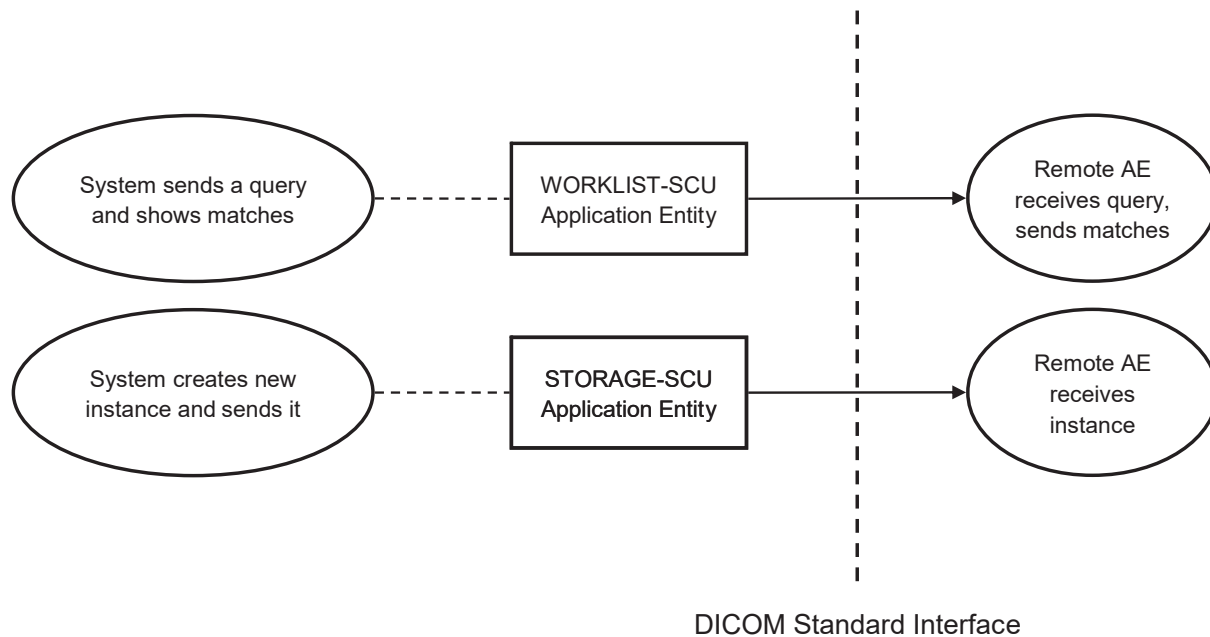 System sends a query
and shows matches
WORKLIST-SCU
Application Entity
Remote AE
receives query,
sends matches
System creates new
instance and sends it
STORAGE-SCU
Application Entity
Remote AE
receives
instance
DICOM Standard Interface